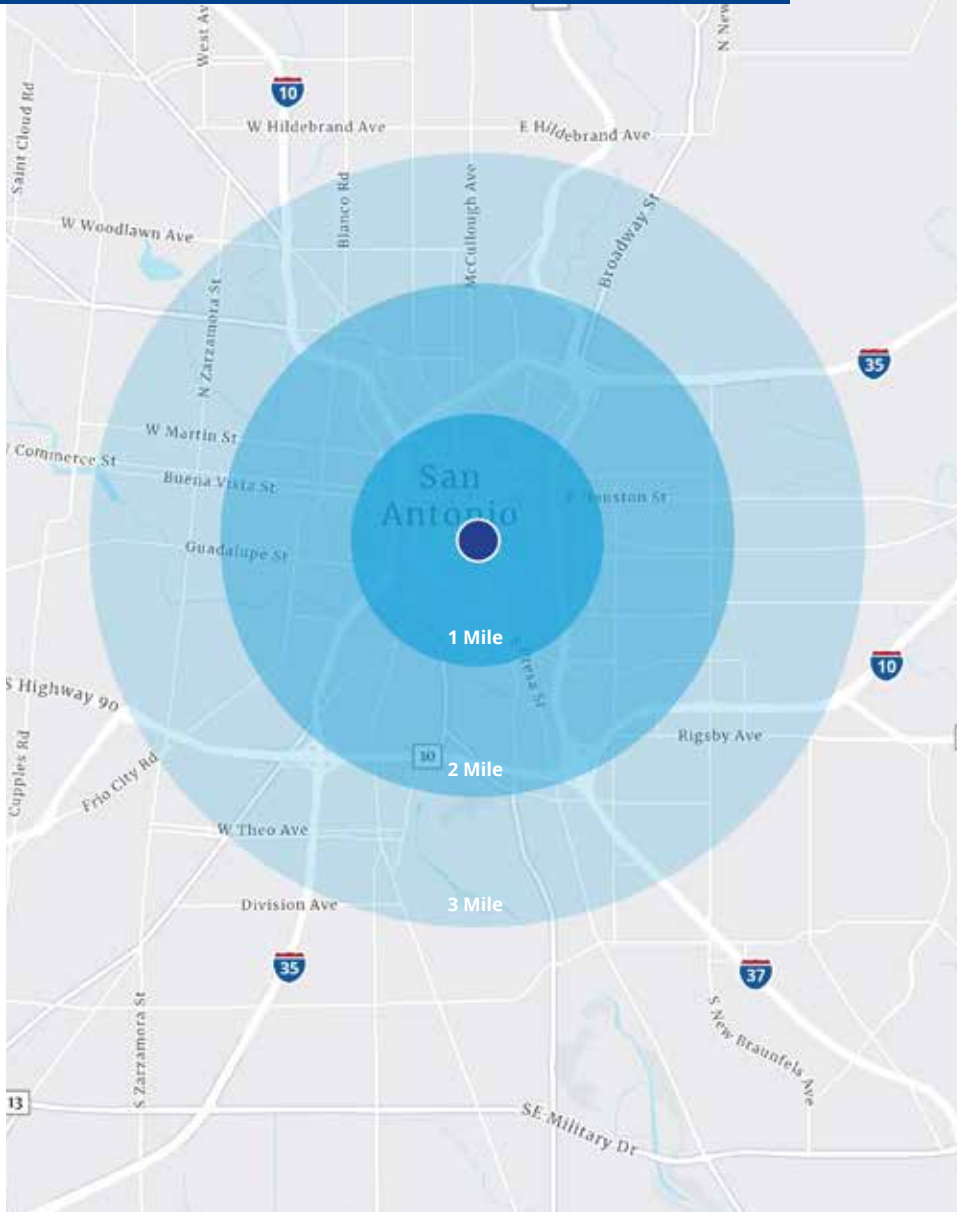 West Av
N New
10
W Hildebrand Ave
E Hildebrand Ave
Saint Cloud Rd
Blanco Rd
McCullough Ave
Broadway St
W Woodlawn Ave
N Zarzamora St
35
W Martin St
Commerce St
San
Antonio
Buena Vista St
Houston St
Guadalupe St
1 Mile
10
S Highway 90
Rigsby Ave
Cupples Rd
Frio City Rd
10
2 Mile
W Theo Ave
Division Ave
3 Mile
35
37
S Zarzamora St
S New Braunfels Ave
13
SE Military Dr